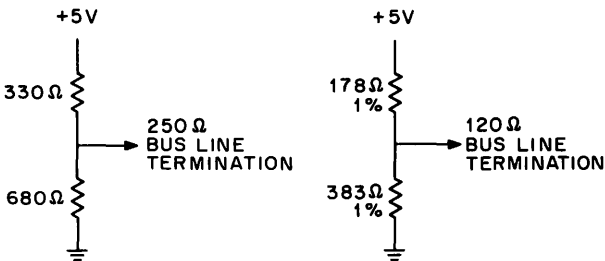 +5V
330Ω
250Ω
BUS LINE
TERMINATION
680Ω
+5V
178Ω
1%
120Ω
BUS LINE
TERMINATION
383Ω
1%